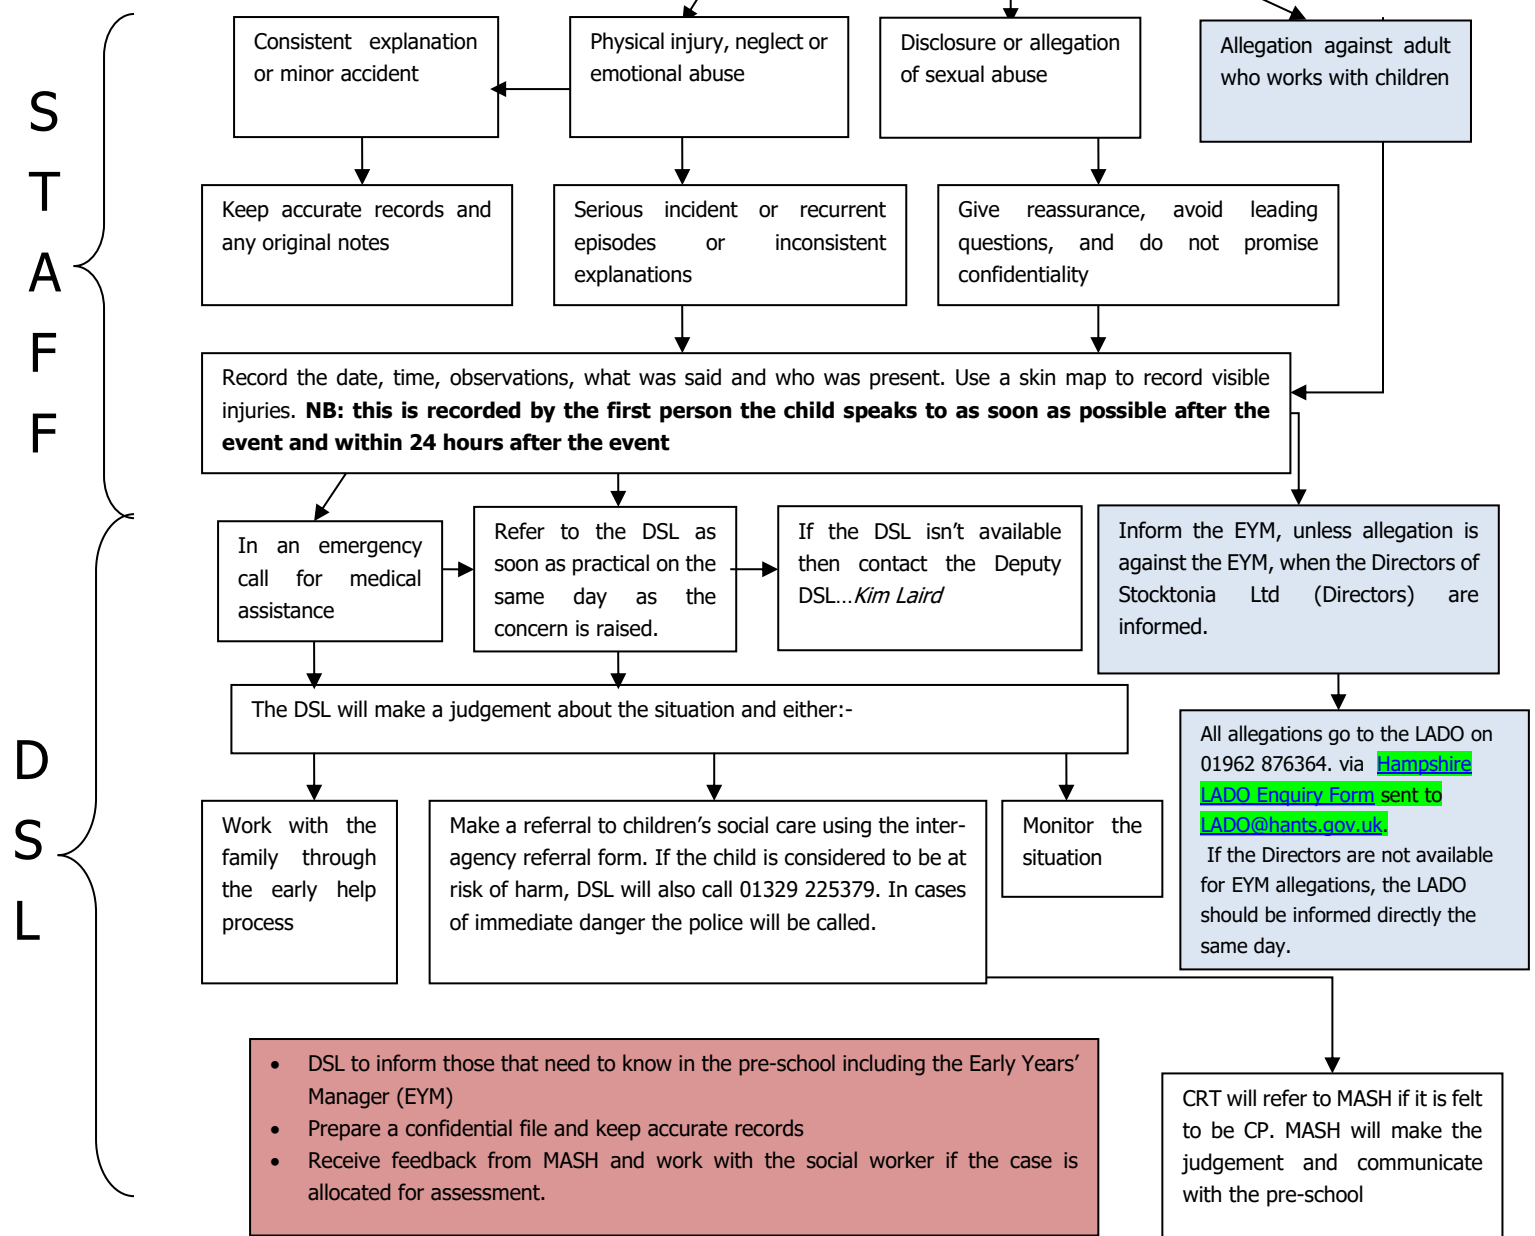 S
T
A
F
F
Consistent explanation
or minor accident
Physical injury, neglect or
emotional abuse
Disclosure or allegation
of sexual abuse
Allegation against adult
who works with children
Keep accurate records and
any original notes
Serious incident or recurrent
episodes or inconsistent
explanations
Give reassurance, avoid leading
questions, and do not promise
confidentiality
Record the date, time, observations, what was said and who was present. Use a skin map to record visible
injuries. NB: this is recorded by the first person the child speaks to as soon as possible after the
event and within 24 hours after the event
D
S
L
In an emergency
call for medical
assistance
Refer to the DSL as
soon as practical on the
same day as the
concern is raised.
If the DSL isn’t available
then contact the Deputy
DSL…Kim Laird
Inform the EYM, unless allegation is
against the EYM, when the Directors of
Stocktonia Ltd (Directors) are
informed.
The DSL will make a judgement about the situation and either:-
All allegations go to the LADO on
01962 876364. via Hampshire
LADO Enquiry Form sent to
LADO@hants.gov.uk.
If the Directors are not available
for EYM allegations, the LADO
should be informed directly the
same day.
Work with the
family through
the early help
process
Make a referral to children’s social care using the inter-
agency referral form. If the child is considered to be at
risk of harm, DSL will also call 01329 225379. In cases
of immediate danger the police will be called.
Monitor the
situation
• DSL to inform those that need to know in the pre-school including the Early Years’
Manager (EYM)
• Prepare a confidential file and keep accurate records
• Receive feedback from MASH and work with the social worker if the case is
allocated for assessment.
CRT will refer to MASH if it is felt
to be CP. MASH will make the
judgement and communicate
with the pre-school